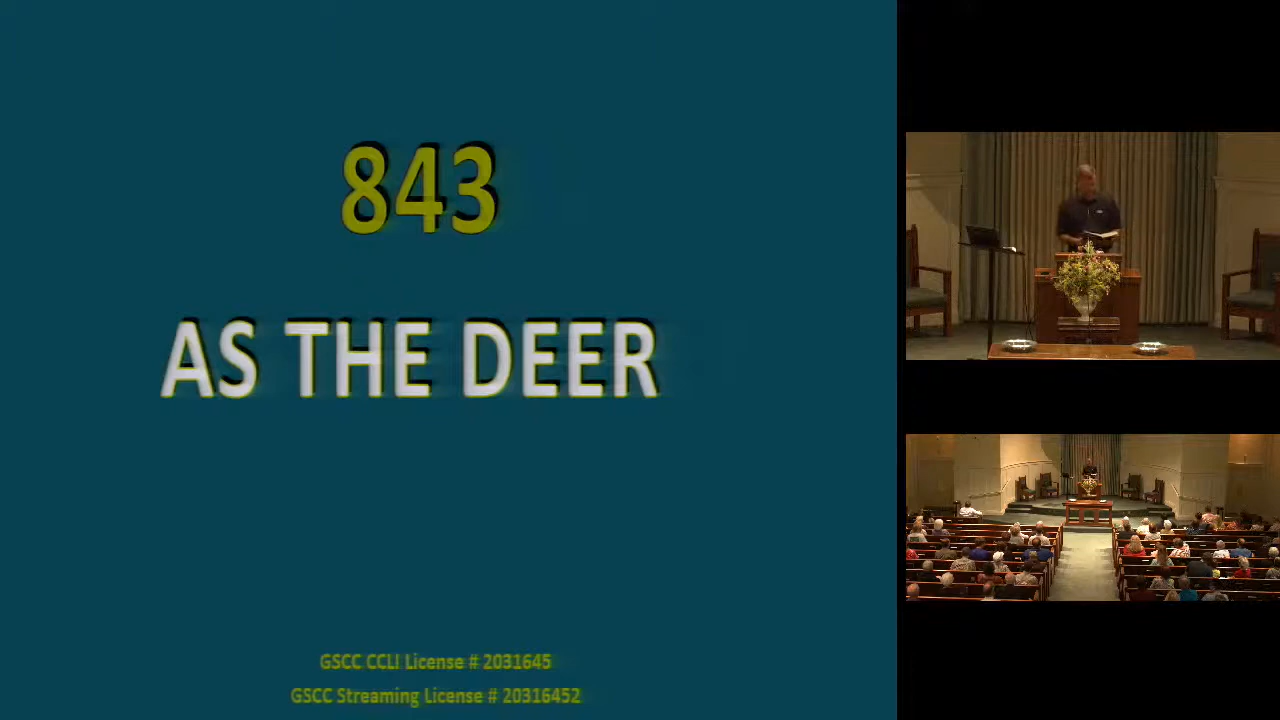 843
AS THE DEER
GSCC CCLI License # 2031645
GSCC Streaming License # 20316452